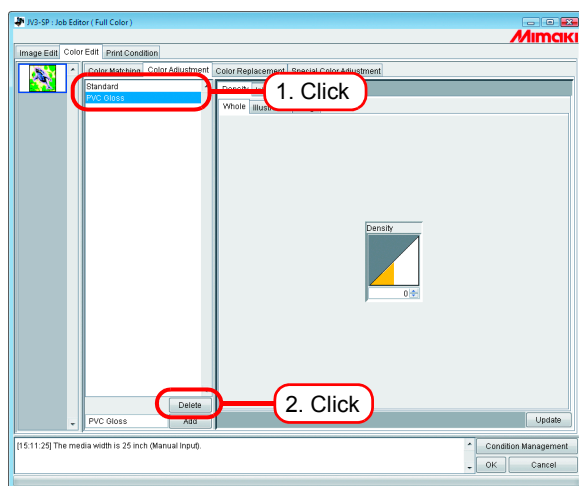 JV3-SP : Job Editor ( Full Color )
Mimaki
Image Edit Color Edit Print Condition
Color Matching Color Adjustment Color Replacement Special Color Adjustment
Standard
PVC Gloss
1. Click
Density
Whole
Density
0
Delete
2. Click
PVC Gloss Add Update
[15:11:25] The media width is 25 inch (Manual Input).
Condition Management
OK Cancel